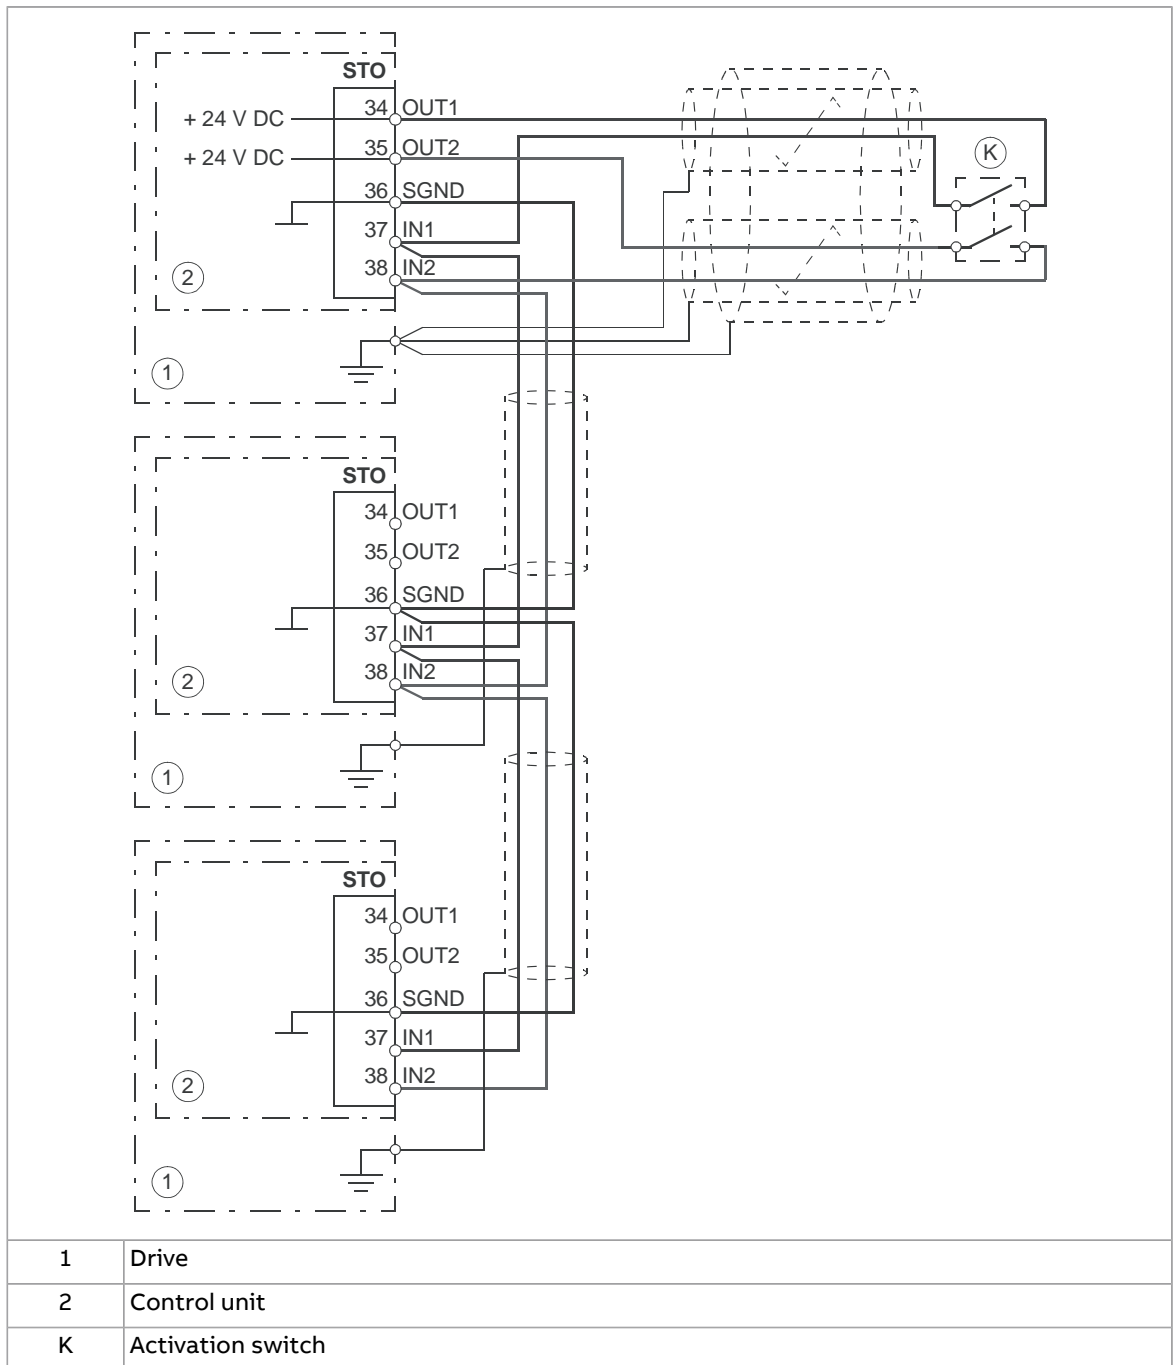 STO
+ 24 V DC
34 OUT1
+ 24 V DC
35 OUT2
K
36 SGND
37 IN1
38 IN2
2
1
STO
34 OUT1
35 OUT2
36 SGND
37 IN1
38 IN2
2
1
STO
34 OUT1
35 OUT2
36 SGND
37 IN1
38 IN2
2
1
1 Drive
2 Control unit
K Activation switch